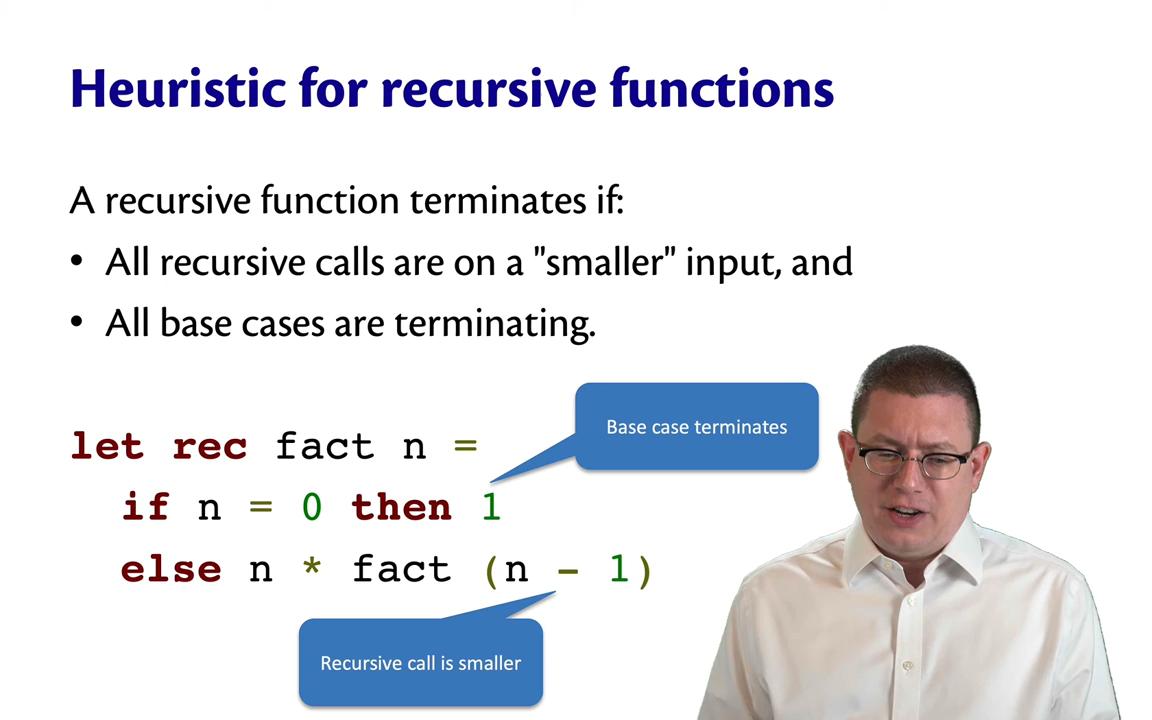 Heuristic for recursive functions
A recursive function terminates if:
• All recursive calls are on a "smaller" input, and
• All base cases are terminating.
Base case terminates
let rec fact n =
if n = 0 then 1
else n * fact (n - 1)
Recursive call is smaller